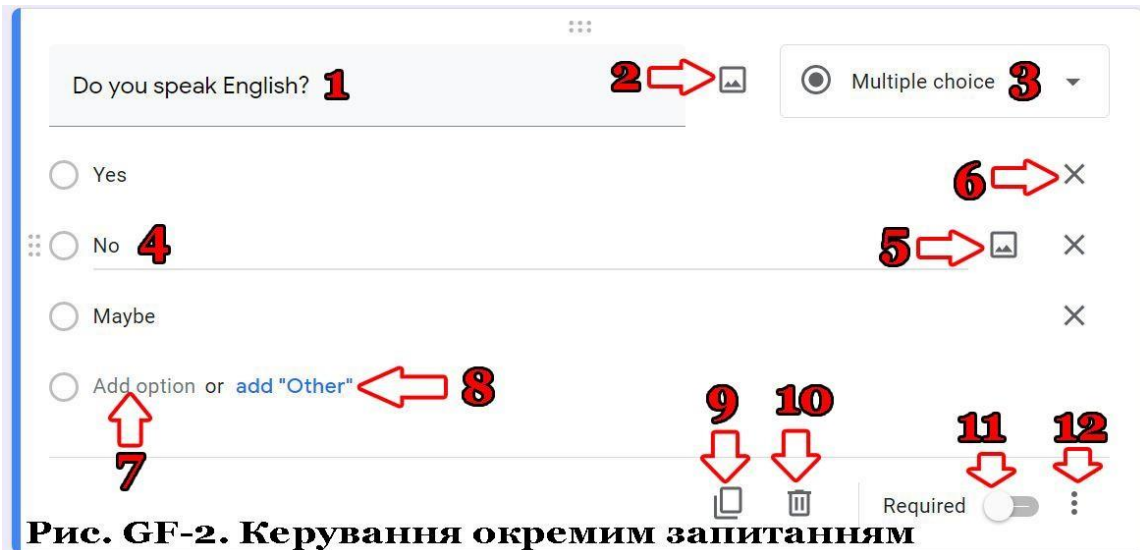 Do you speak English? 1 2 Multiple choice 3
Yes 6
No 4 5
Maybe
Add option or add "Other" 8
7 9 10 11 12
Required
Рис. GF-2. Керування окремим запитанням